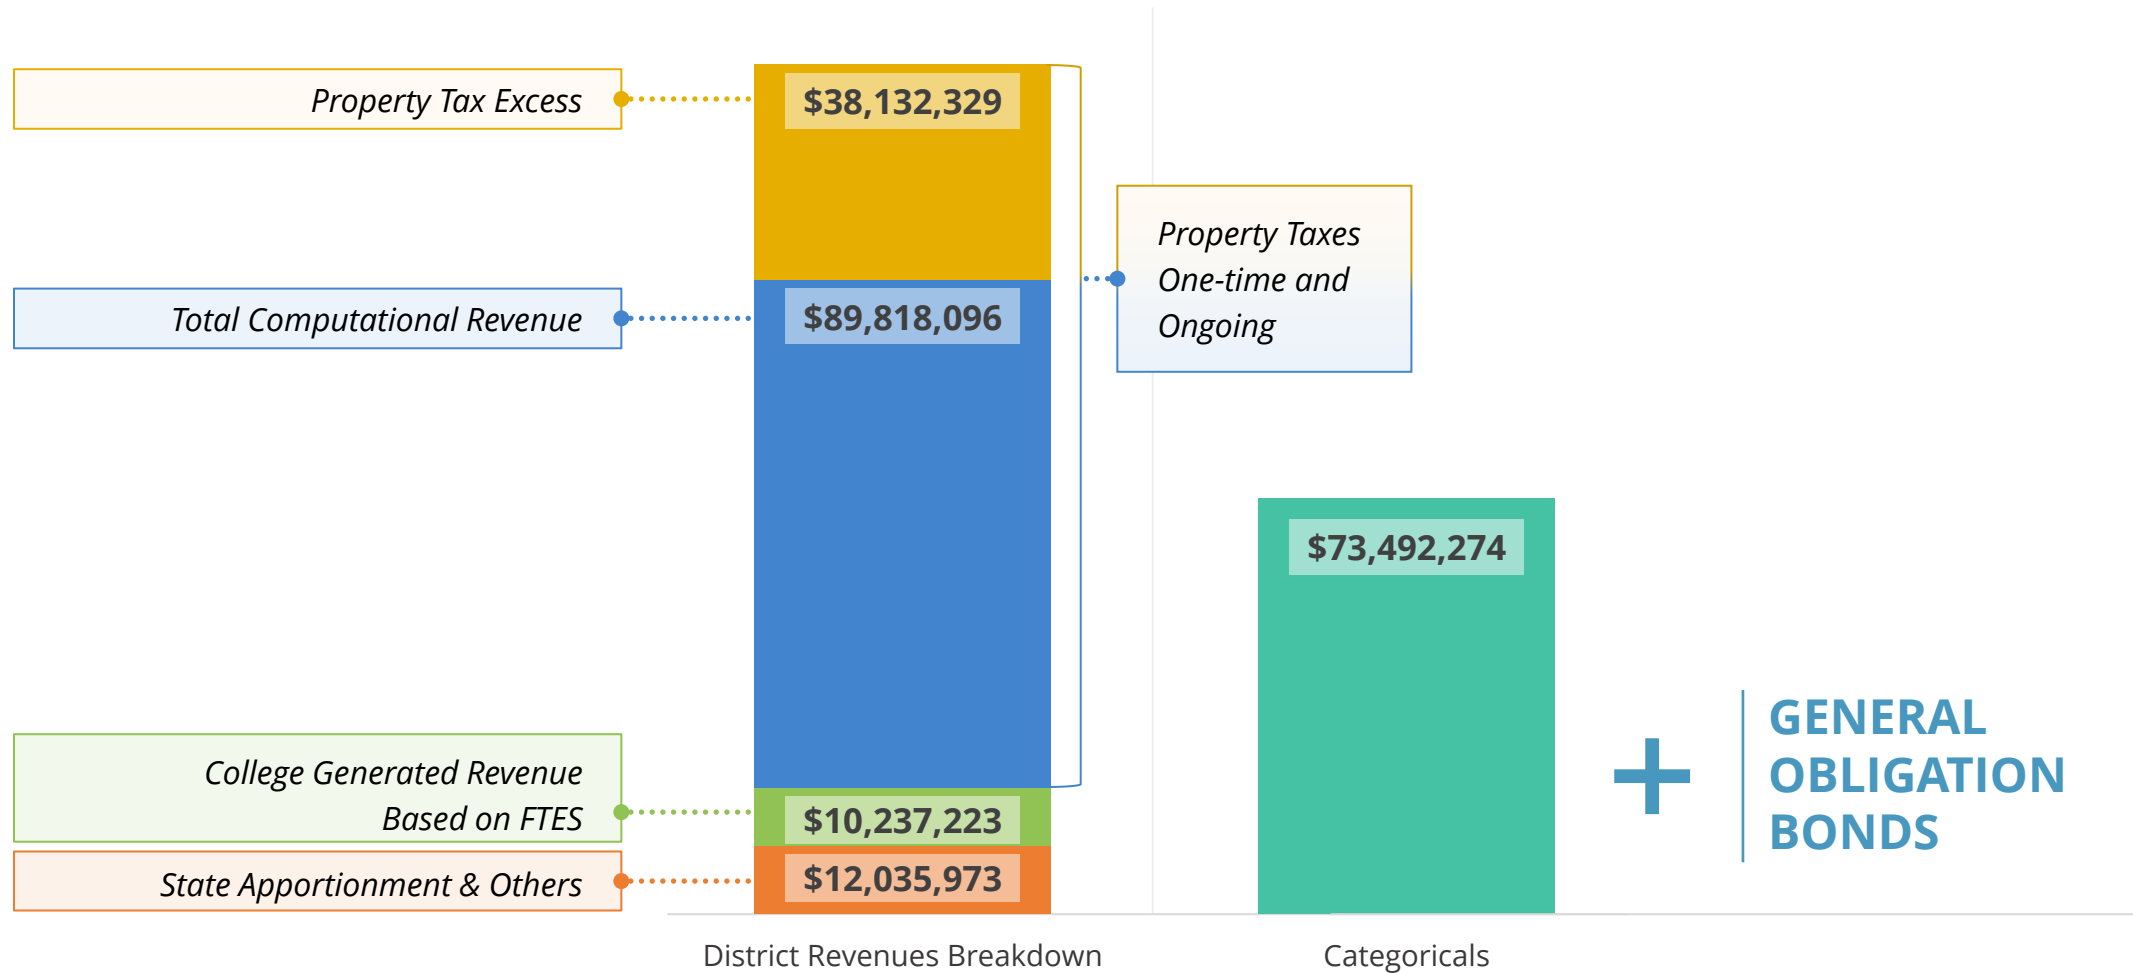 Property Tax Excess
$38,132,329
Property Taxes
One-time and
Ongoing
Total Computational Revenue
$89,818,096
$73,492,274
GENERAL
OBLIGATION
BONDS
+
College Generated Revenue
Based on FTES
$10,237,223
State Apportionment & Others
$12,035,973
District Revenues Breakdown
Categoricals